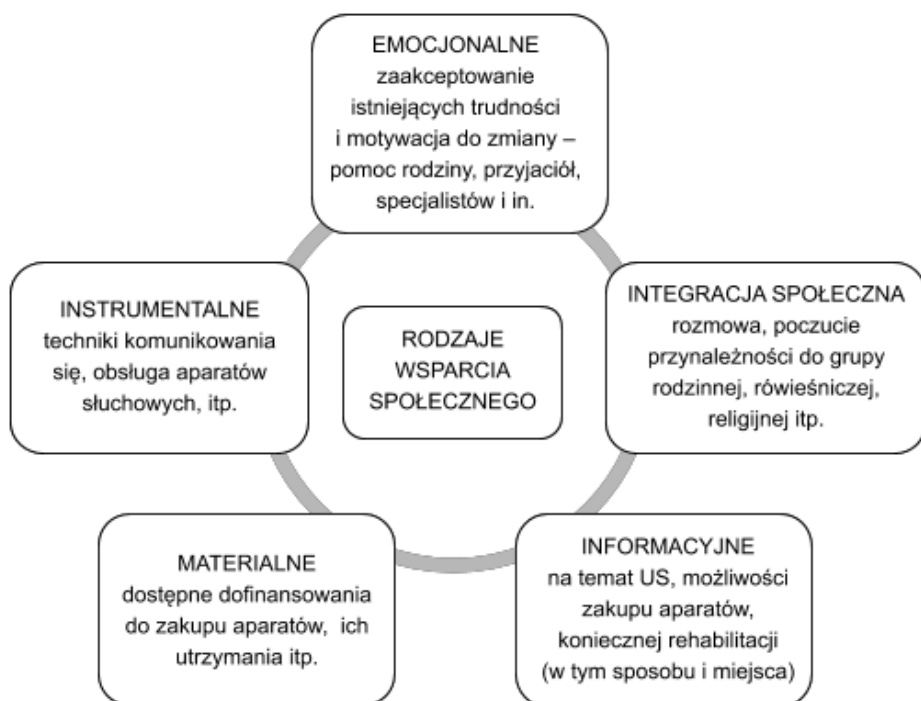 EMOCJONALNE
zaakceptowanie
istniejących trudności
i motywacja do zmiany –
pomoc rodziny, przyjaciół,
specjalistów i in.
INSTRUMENTALNE
techniki komunikowania
się, obsługa aparatów
słuchowych, itp.
RODZAJE
WSPARCIA
SPOŁECZNEGO
INTEGRACJA SPOŁECZNA
rozmowa, poczucie
przynależności do grupy
rodzinnej, rówieśniczej,
religijnej itp.
MATERIALNE
dostępne dofinansowania
do zakupu aparatów, ich
utrzymania itp.
INFORMACYJNE
na temat US, możliwości
zakupu aparatów,
koniecznej rehabilitacji
(w tym sposobu i miejsca)